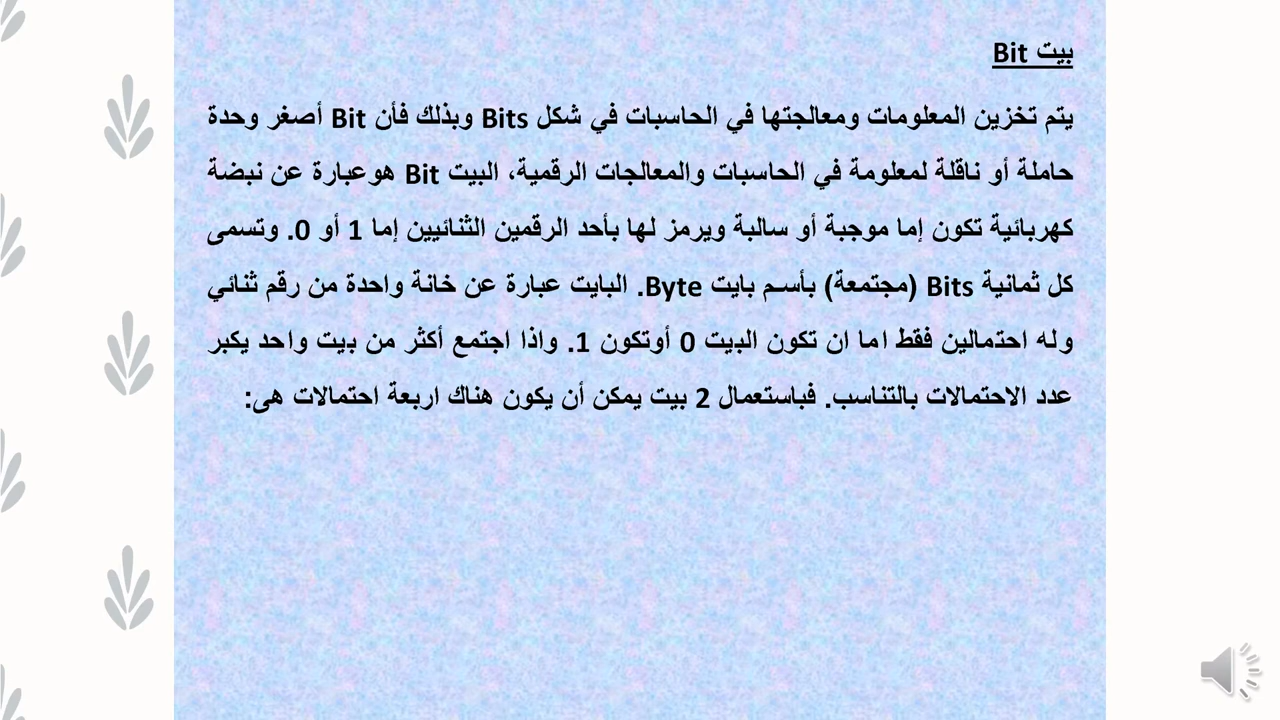 بيت Bit
يتم تخزين المعلومات ومعالجتها في الحاسبات في شكل Bits وبذلك فأن Bit أصغر وحدة
حاملة أو ناقلة لمعلومة في الحاسبات والمعالجات الرقمية، البيت Bit هوعبارة عن نبضة
كهربائية تكون إما موجبة أو سالبة ويرمز لها بأحد الرقمين الثنائيين إما 1 أو 0. وتسمى
كل ثمانية Bits (مجتمعة) بأسم بايت Byte. البايت عبارة عن خانة واحدة من رقم ثنائي
وله احتمالين فقط اما ان تكون البيت 0 أوتكون 1. واذا اجتمع أكثر من بيت واحد يكبر
عدد الاحتمالات بالتناسب. فباستعمال 2 بيت يمكن أن يكون هناك اربعة احتمالات هى: